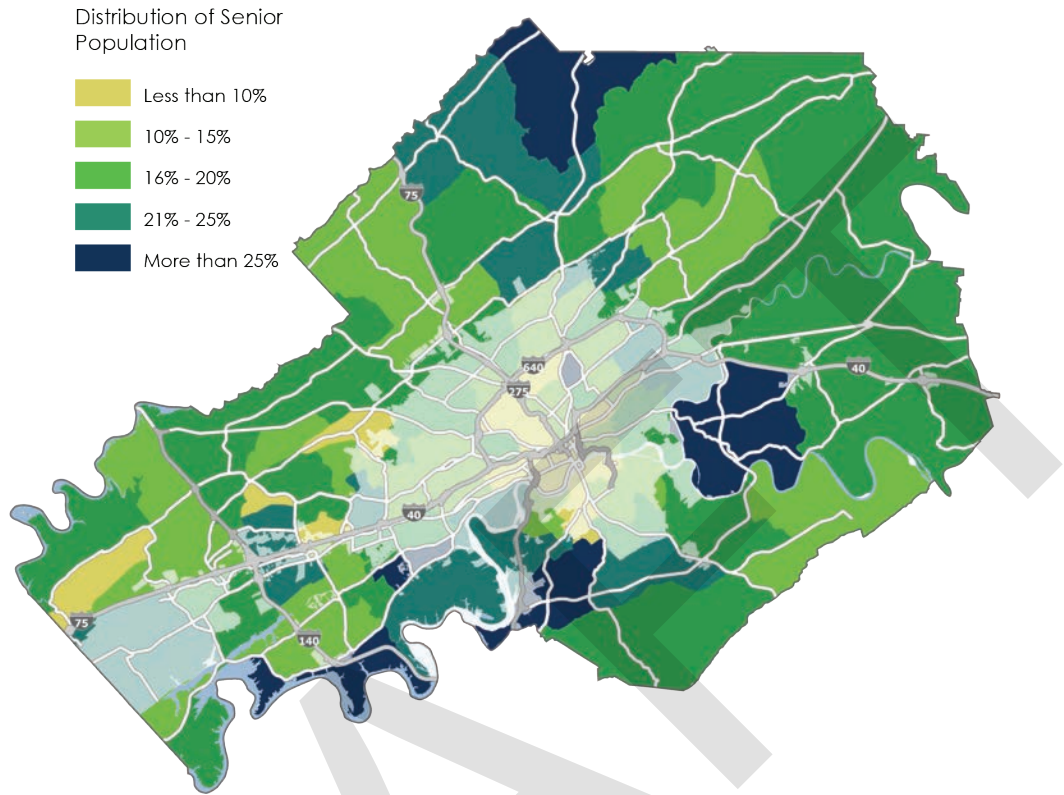 Distribution of Senior
Population
Less than 10%
10% - 15%
16% - 20%
21% - 25%
More than 25%
75
640
275
40
40
75
140